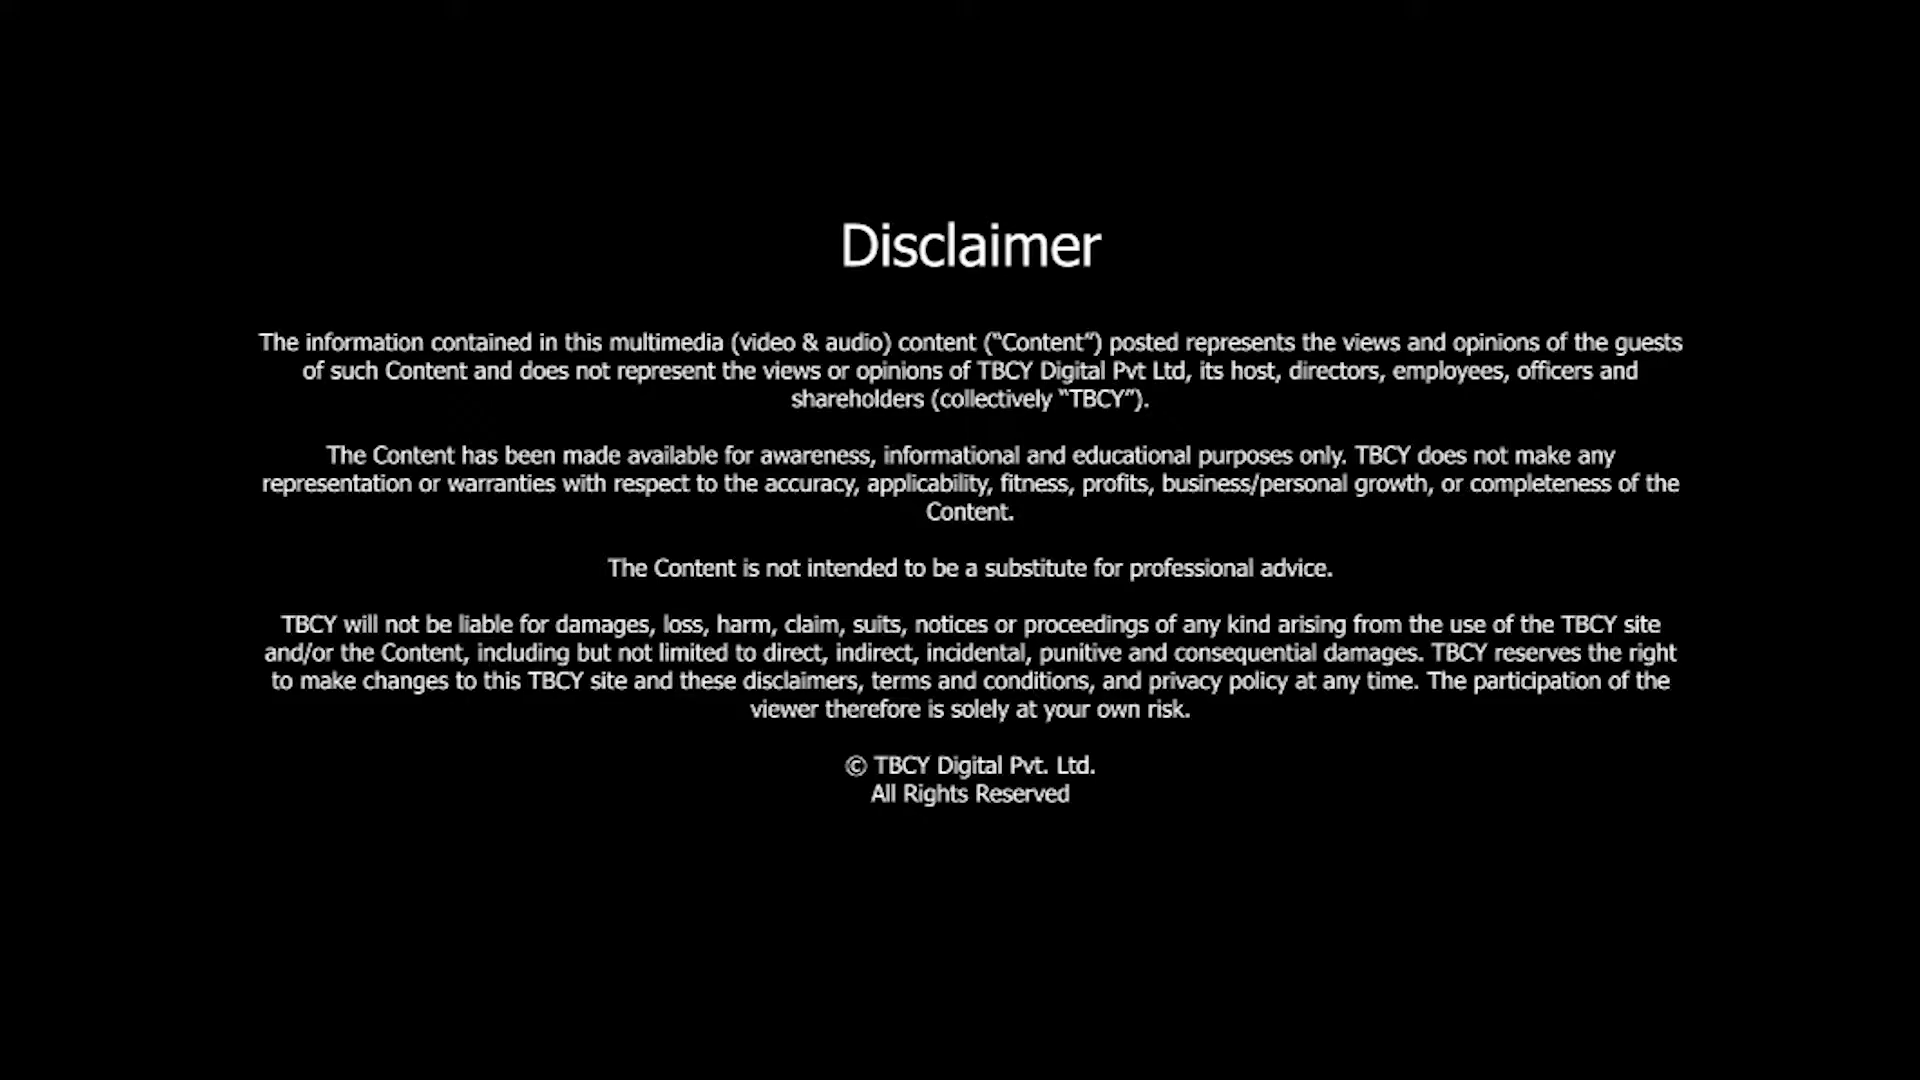 Disclaimer
The information contained in this multimedia (video & audio) content (“Content”) posted represents the views and opinions of the guests
of such Content and does not represent the views or opinions of TBCY Digital Pvt Ltd, its host, directors, employees, officers and
shareholders (collectively “TBCY”).
The Content has been made available for awareness, informational and educational purposes only. TBCY does not make any
representation or warranties with respect to the accuracy, applicability, fitness, profits, business/personal growth, or completeness of the
Content.
The Content is not intended to be a substitute for professional advice.
TBCY will not be liable for damages, loss, harm, claim, suits, notices or proceedings of any kind arising from the use of the TBCY site
and/or the Content, including but not limited to direct, indirect, incidental, punitive and consequential damages. TBCY reserves the right
to make changes to this TBCY site and these disclaimers, terms and conditions, and privacy policy at any time. The participation of the
viewer therefore is solely at your own risk.
© TBCY Digital Pvt. Ltd.
All Rights Reserved